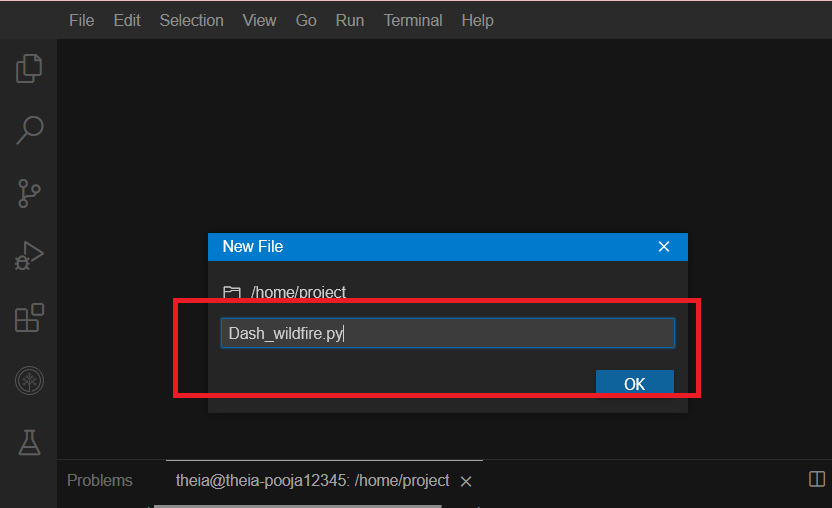 File Edit Selection View Go Run Terminal Help
New File
/home/project
Dash_wildfire.py
OK
Problems theia@theia-pooja12345: /home/project